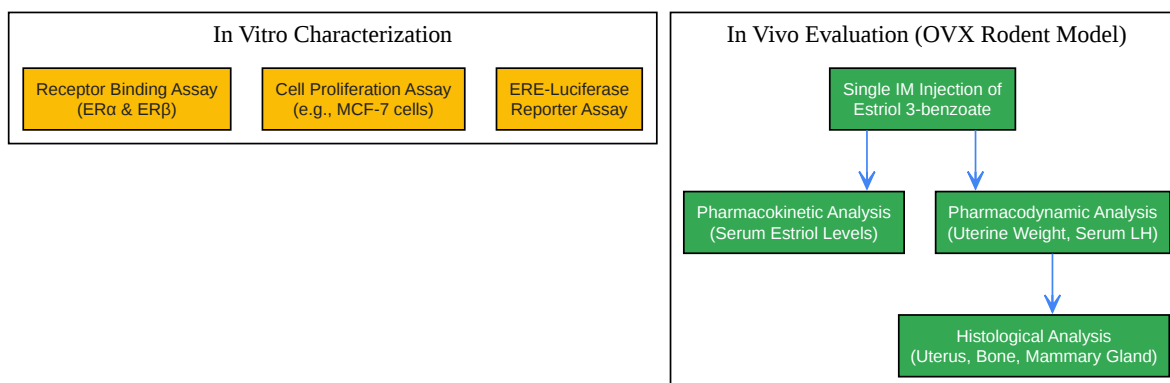 In Vitro Characterization
Receptor Binding Assay
(ERα & ERβ)
Cell Proliferation Assay
(e.g., MCF-7 cells)
ERE-Luciferase
Reporter Assay
In Vivo Evaluation (OVX Rodent Model)
Single IM Injection of
Estriol 3-benzoate
Pharmacokinetic Analysis
(Serum Estriol Levels)
Pharmacodynamic Analysis
(Uterine Weight, Serum LH)
Histological Analysis
(Uterus, Bone, Mammary Gland)